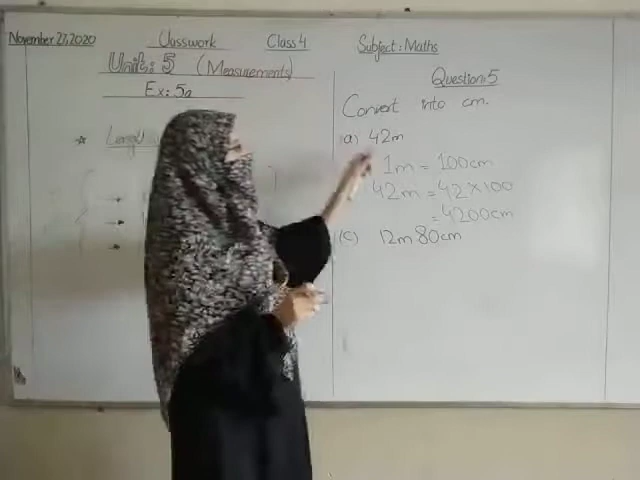 November 27, 2020 Classwork Class 4 Subject: Maths
Unit: 5 (Measurements)
Ex: 5a
* Length
Question: 5
Convert into cm.
(a) 42m
1m = 100cm
42m = 42 × 100
= 4200cm
(c) 12m 80cm